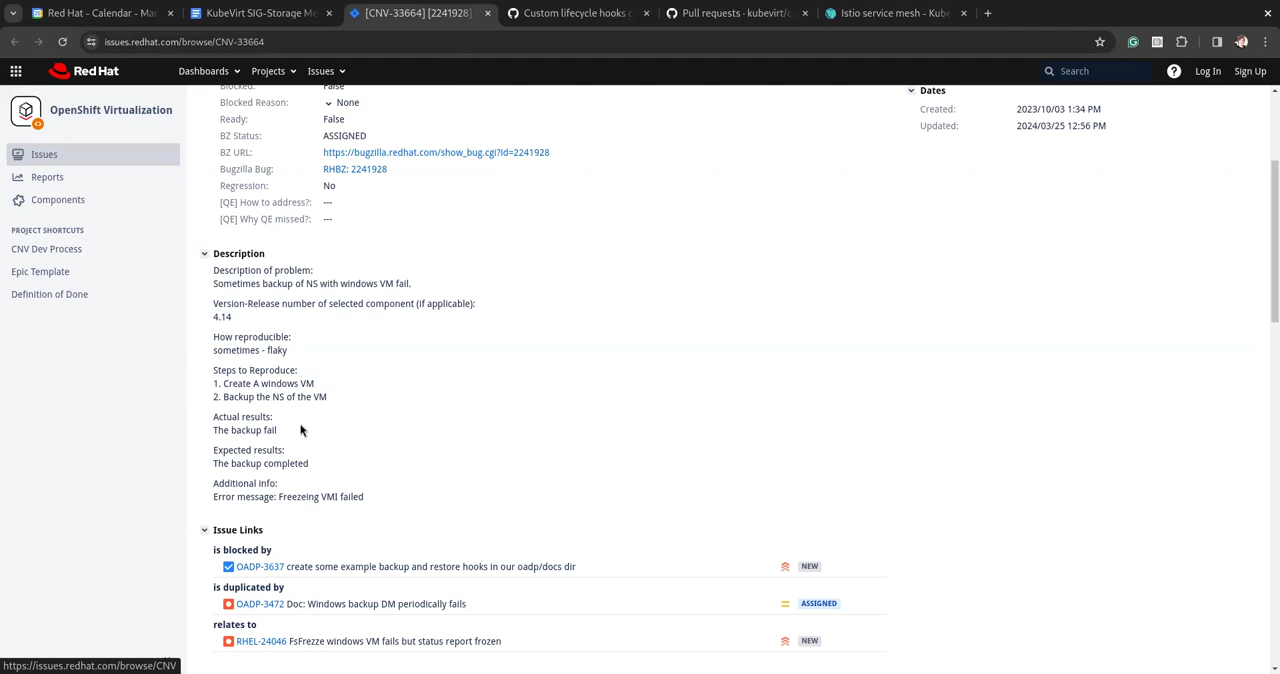 Red Hat - Calendar - Mar
KubeVirt SIG-Storage Me
[CNV-33664] [2241928]
Custom lifecycle hooks c
Pull requests · kubevirt/c
Istio service mesh - Kube
issues.redhat.com/browse/CNV-33664
Red Hat
Dashboards
Projects
Issues
Search
Log In
Sign Up
OpenShift Virtualization
Issues
Reports
Components
PROJECT SHORTCUTS
CNV Dev Process
Epic Template
Definition of Done
Blocked: False
Blocked Reason: None
Ready: False
BZ Status: ASSIGNED
BZ URL: https://bugzilla.redhat.com/show_bug.cgi?id=2241928
Bugzilla Bug: RHBZ: 2241928
Regression: No
[QE] How to address?: ---
[QE] Why QE missed?: ---
Dates
Created: 2023/10/03 1:34 PM
Updated: 2024/03/25 12:56 PM
Description
Description of problem:
Sometimes backup of NS with windows VM fail.
Version-Release number of selected component (if applicable):
4.14
How reproducible:
sometimes - flaky
Steps to Reproduce:
1. Create A windows VM
2. Backup the NS of the VM
Actual results:
The backup fail
Expected results:
The backup completed
Additional info:
Error message: Freezeing VMI failed
Issue Links
is blocked by
OADP-3637 create some example backup and restore hooks in our oadp/docs dir NEW
is duplicated by
OADP-3472 Doc: Windows backup DM periodically fails ASSIGNED
relates to
RHEL-24046 FsFrezze windows VM fails but status report frozen NEW
https://issues.redhat.com/browse/CNV